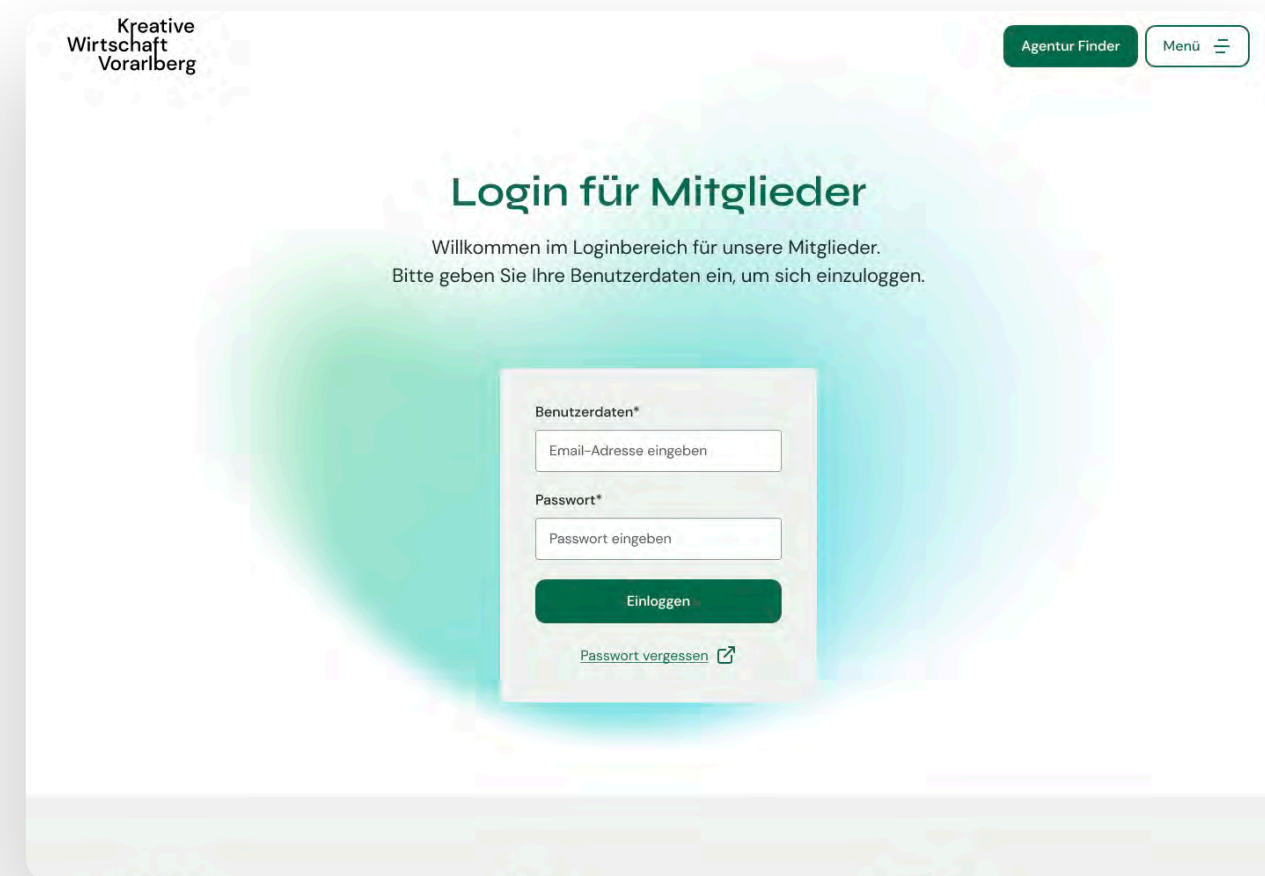 Kreative
Wirtschaft
Vorarlberg
Agentur Finder
Menü
Login für Mitglieder
Willkommen im Loginbereich für unsere Mitglieder.
Bitte geben Sie Ihre Benutzerdaten ein, um sich einzuloggen.
Benutzerdaten*
Email-Adresse eingeben
Passwort*
Passwort eingeben
Einloggen
Passwort vergessen